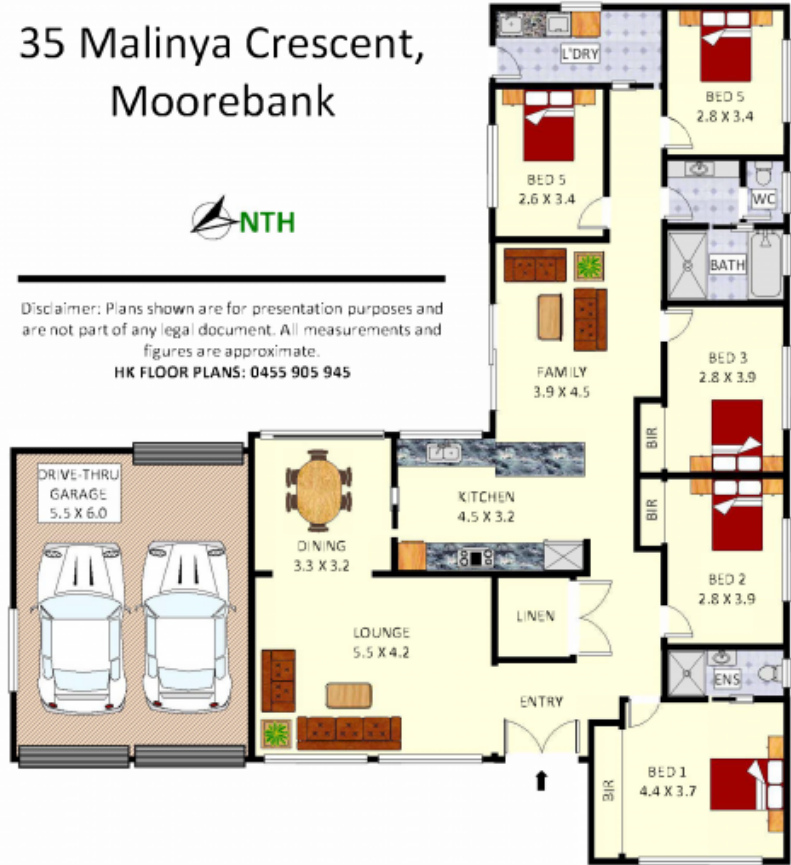 35 Malinya Crescent,
Moorebank
NTH
Disclaimer: Plans shown are for presentation purposes and
are not part of any legal document. All measurements and
figures are approximate.
HK FLOOR PLANS: 0455 905 945
L'DRY
BED 5
2.8 X 3.4
BED 5
2.6 X 3.4
WC
BATH
FAMILY
3.9 X 4.5
BED 3
2.8 X 3.9
BIR
DRIVE-THRU
GARAGE
5.5 X 6.0
KITCHEN
4.5 X 3.2
BIR
DINING
3.3 X 3.2
BED 2
2.8 X 3.9
LINEN
LOUNGE
5.5 X 4.2
ENS
ENTRY
BED 1
4.4 X 3.7
BIR